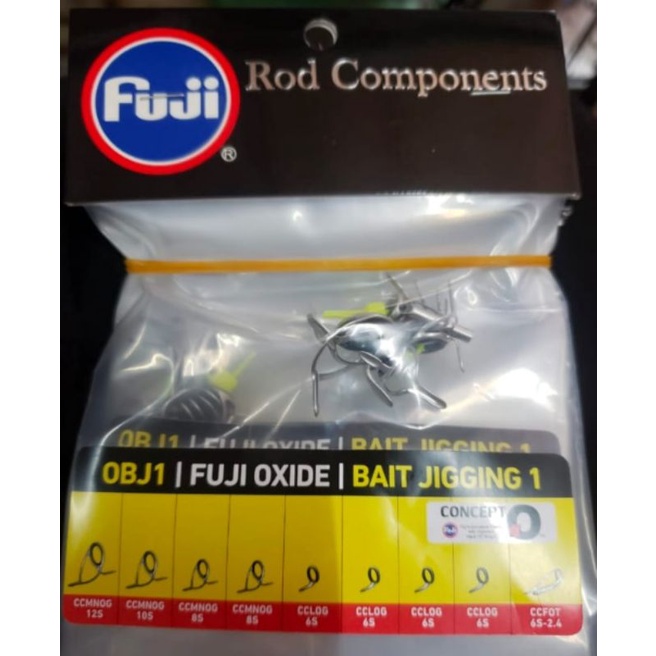 FUJI
®
Rod Components
OBJ1 | FUJI OXIDE | BAIT JIGGING 1
OBJ1 | FUJI OXIDE | BAIT JIGGING 1
CONCEPT O
CCMNOG CCMNOG CCMNOG CCMNOG CCLOG CCLOG CCLOG CCLOG CCFOT
12S 10S 8S 8S 6S 6S 6S 6S 6S-2.4